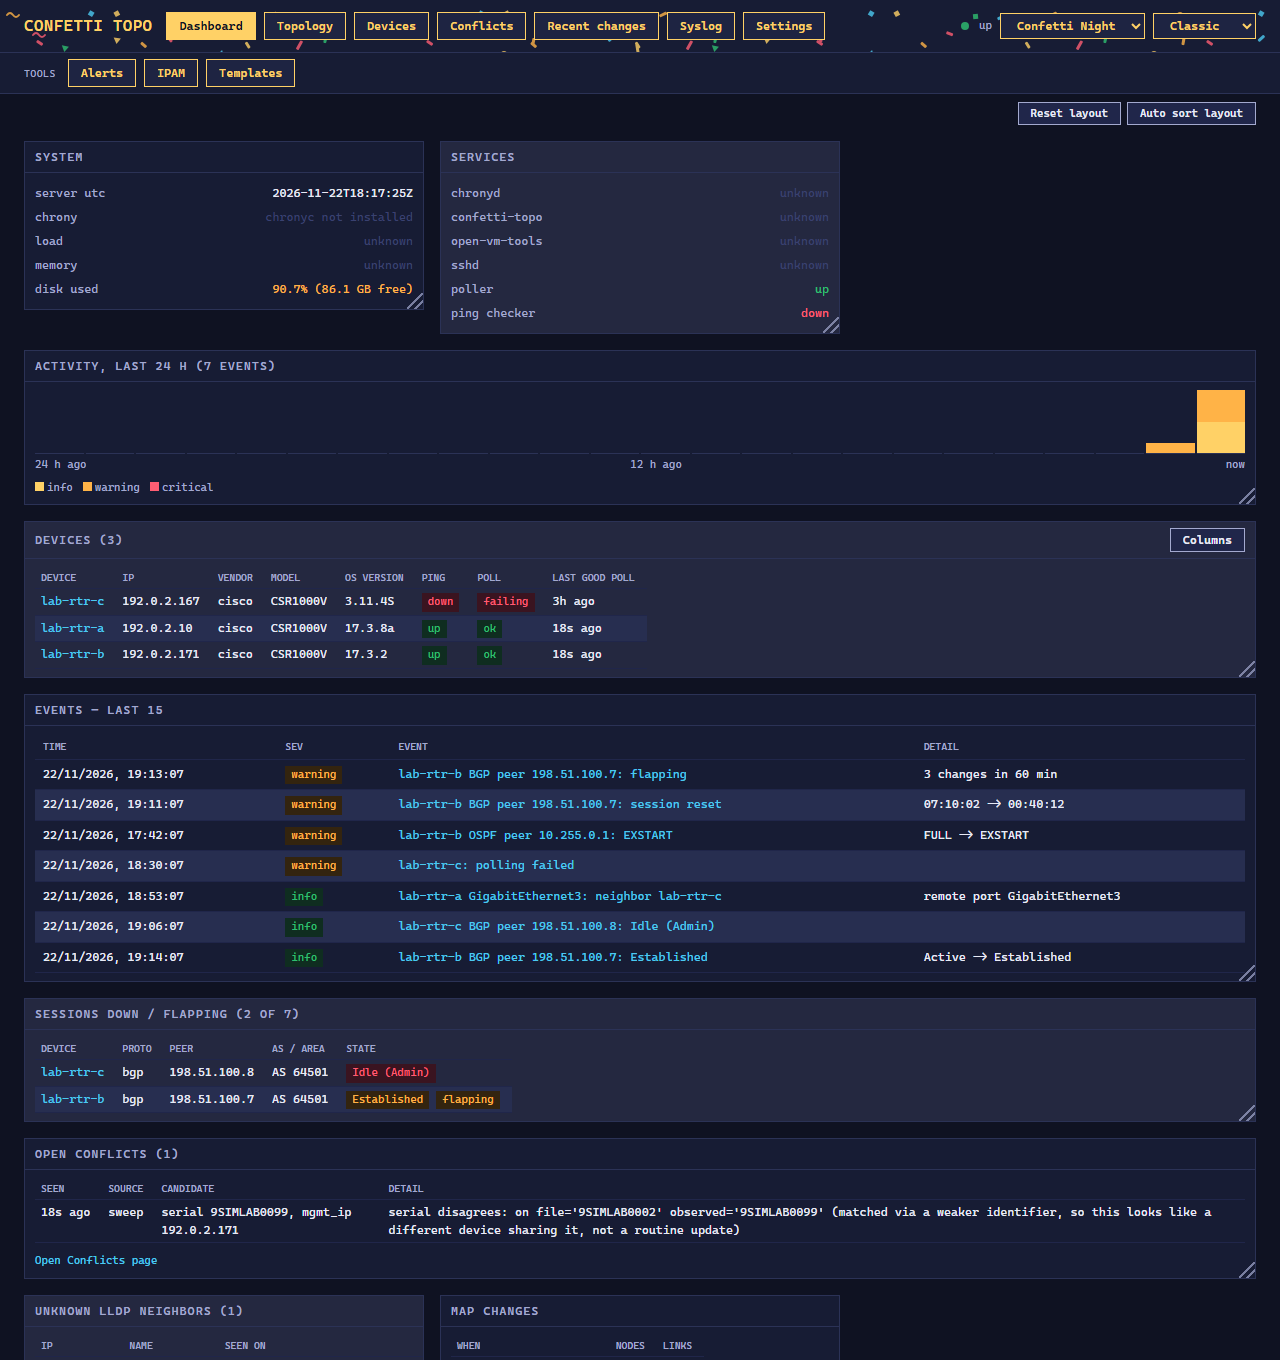 CONFETTI TOPO Dashboard Topology Devices Conflicts Recent changes Syslog Settings up Confetti Night Classic
TOOLS Alerts IPAM Templates
Reset layout Auto sort layout
SYSTEM
server utc 2026-11-22T18:17:25Z
chrony chronyc not installed
load unknown
memory unknown
disk used 90.7% (86.1 GB free)
SERVICES
chronyd unknown
confetti-topo unknown
open-vm-tools unknown
sshd unknown
poller up
ping checker down
ACTIVITY, LAST 24 H (7 EVENTS)
24 h ago 12 h ago now
info warning critical
DEVICES (3) Columns
DEVICE IP VENDOR MODEL OS VERSION PING POLL LAST GOOD POLL
lab-rtr-c 192.0.2.167 cisco CSR1000V 3.11.4S down failing 3h ago
lab-rtr-a 192.0.2.10 cisco CSR1000V 17.3.8a up ok 18s ago
lab-rtr-b 192.0.2.171 cisco CSR1000V 17.3.2 up ok 18s ago
EVENTS — LAST 15
TIME SEV EVENT DETAIL
22/11/2026, 19:13:07 warning lab-rtr-b BGP peer 198.51.100.7: flapping 3 changes in 60 min
22/11/2026, 19:11:07 warning lab-rtr-b BGP peer 198.51.100.7: session reset 07:10:02 → 00:40:12
22/11/2026, 17:42:07 warning lab-rtr-b OSPF peer 10.255.0.1: EXSTART FULL → EXSTART
22/11/2026, 18:30:07 warning lab-rtr-c: polling failed
22/11/2026, 18:53:07 info lab-rtr-a GigabitEthernet3: neighbor lab-rtr-c remote port GigabitEthernet3
22/11/2026, 19:06:07 info lab-rtr-c BGP peer 198.51.100.8: Idle (Admin)
22/11/2026, 19:14:07 info lab-rtr-b BGP peer 198.51.100.7: Established Active → Established
SESSIONS DOWN / FLAPPING (2 OF 7)
DEVICE PROTO PEER AS / AREA STATE
lab-rtr-c bgp 198.51.100.8 AS 64501 Idle (Admin)
lab-rtr-b bgp 198.51.100.7 AS 64501 Established flapping
OPEN CONFLICTS (1)
SEEN SOURCE CANDIDATE DETAIL
18s ago sweep serial 9SIMLAB0099, mgmt_ip serial disagrees: on file='9SIMLAB0002' observed='9SIMLAB0099' (matched via a weaker identifier, so this looks like a
192.0.2.171 different device sharing it, not a routine update)
Open Conflicts page
UNKNOWN LLDP NEIGHBORS (1)
IP NAME SEEN ON
MAP CHANGES
WHEN NODES LINKS